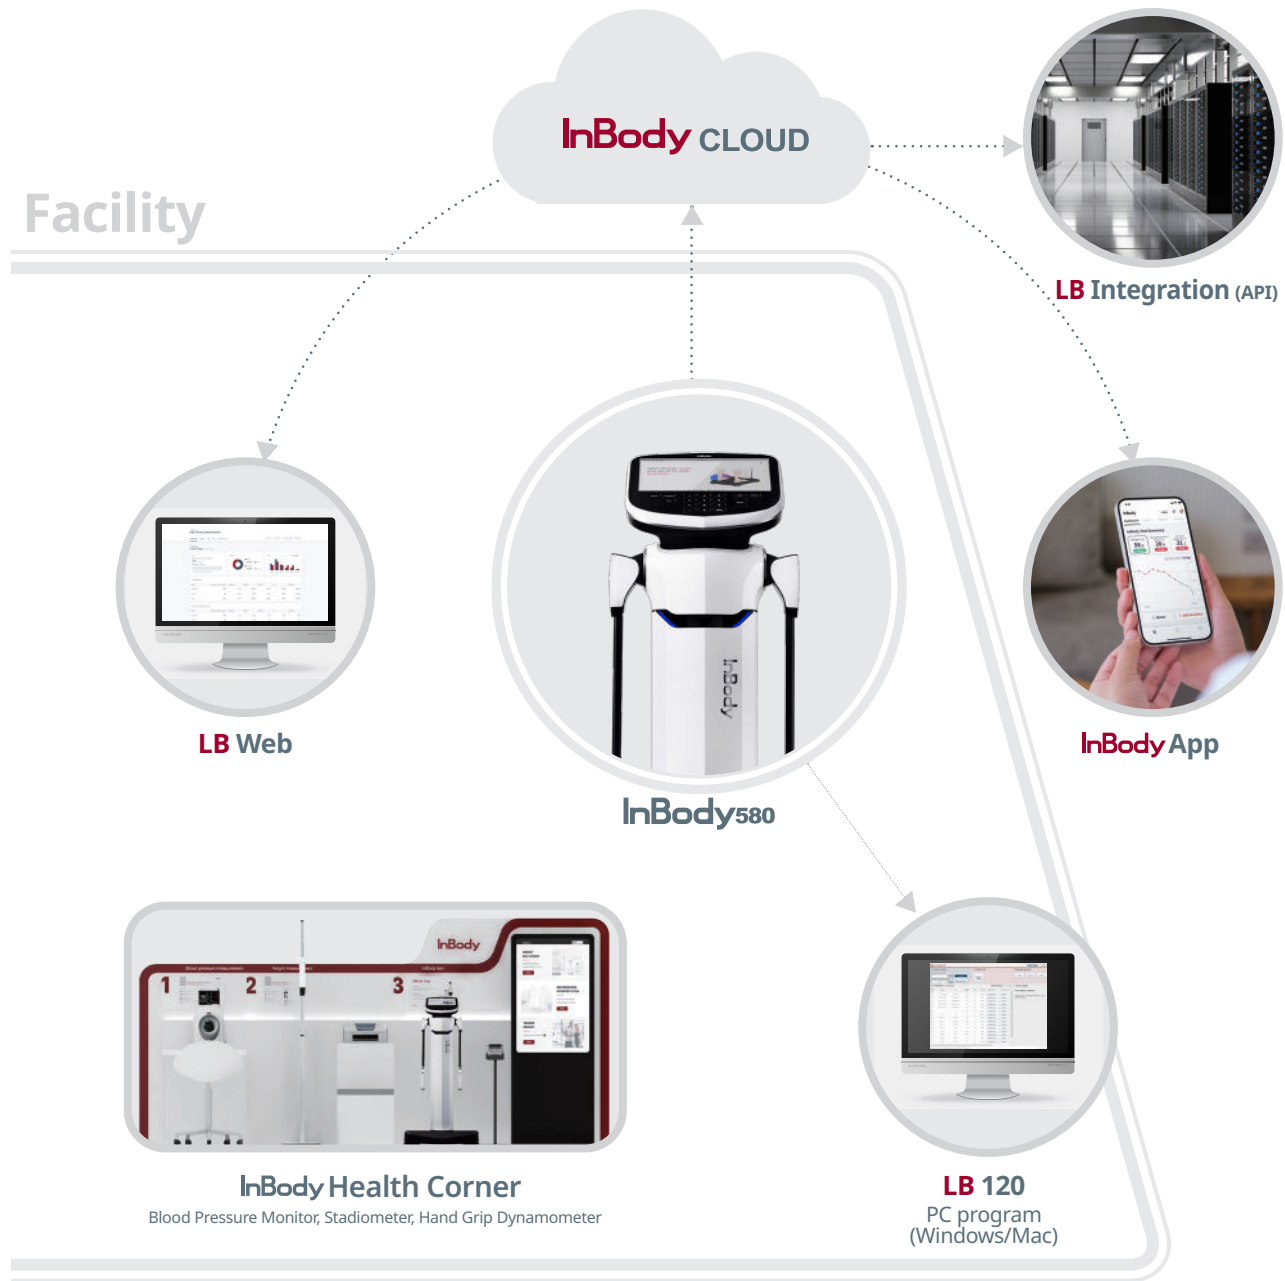 InBody CLOUD
Facility
LB Integration (API)
InBody
LB Web
InBody App
InBody580
InBody
1
2
3
InBody Health Corner
Blood Pressure Monitor, Stadiometer, Hand Grip Dynamometer
LB 120
PC program
(Windows/Mac)